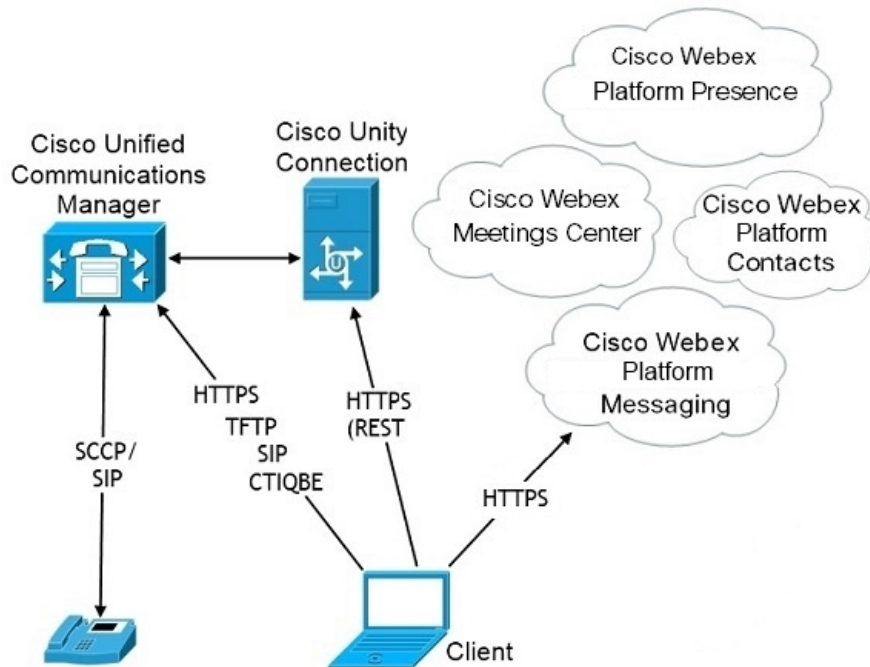 Cisco Webex
Platform Presence
Cisco Unified
Communications
Manager
Cisco Unity
Connection
Cisco Webex
Meetings Center
Cisco Webex
Platform
Contacts
U
Cisco Webex
Platform
Messaging
HTTPS
TFTP
SIP
CTIQBE
HTTPS
(REST
SCCP/
SIP
HTTPS
Client